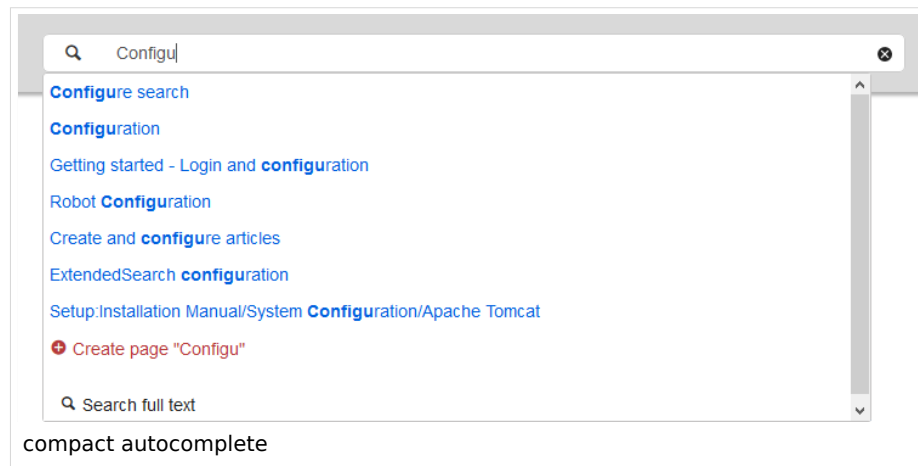 Configu
Configure search
Configuration
Getting started - Login and configuration
Robot Configuration
Create and configure articles
ExtendedSearch configuration
Setup:Installation Manual/System Configuration/Apache Tomcat
Create page "Configu"
Search full text
compact autocomplete